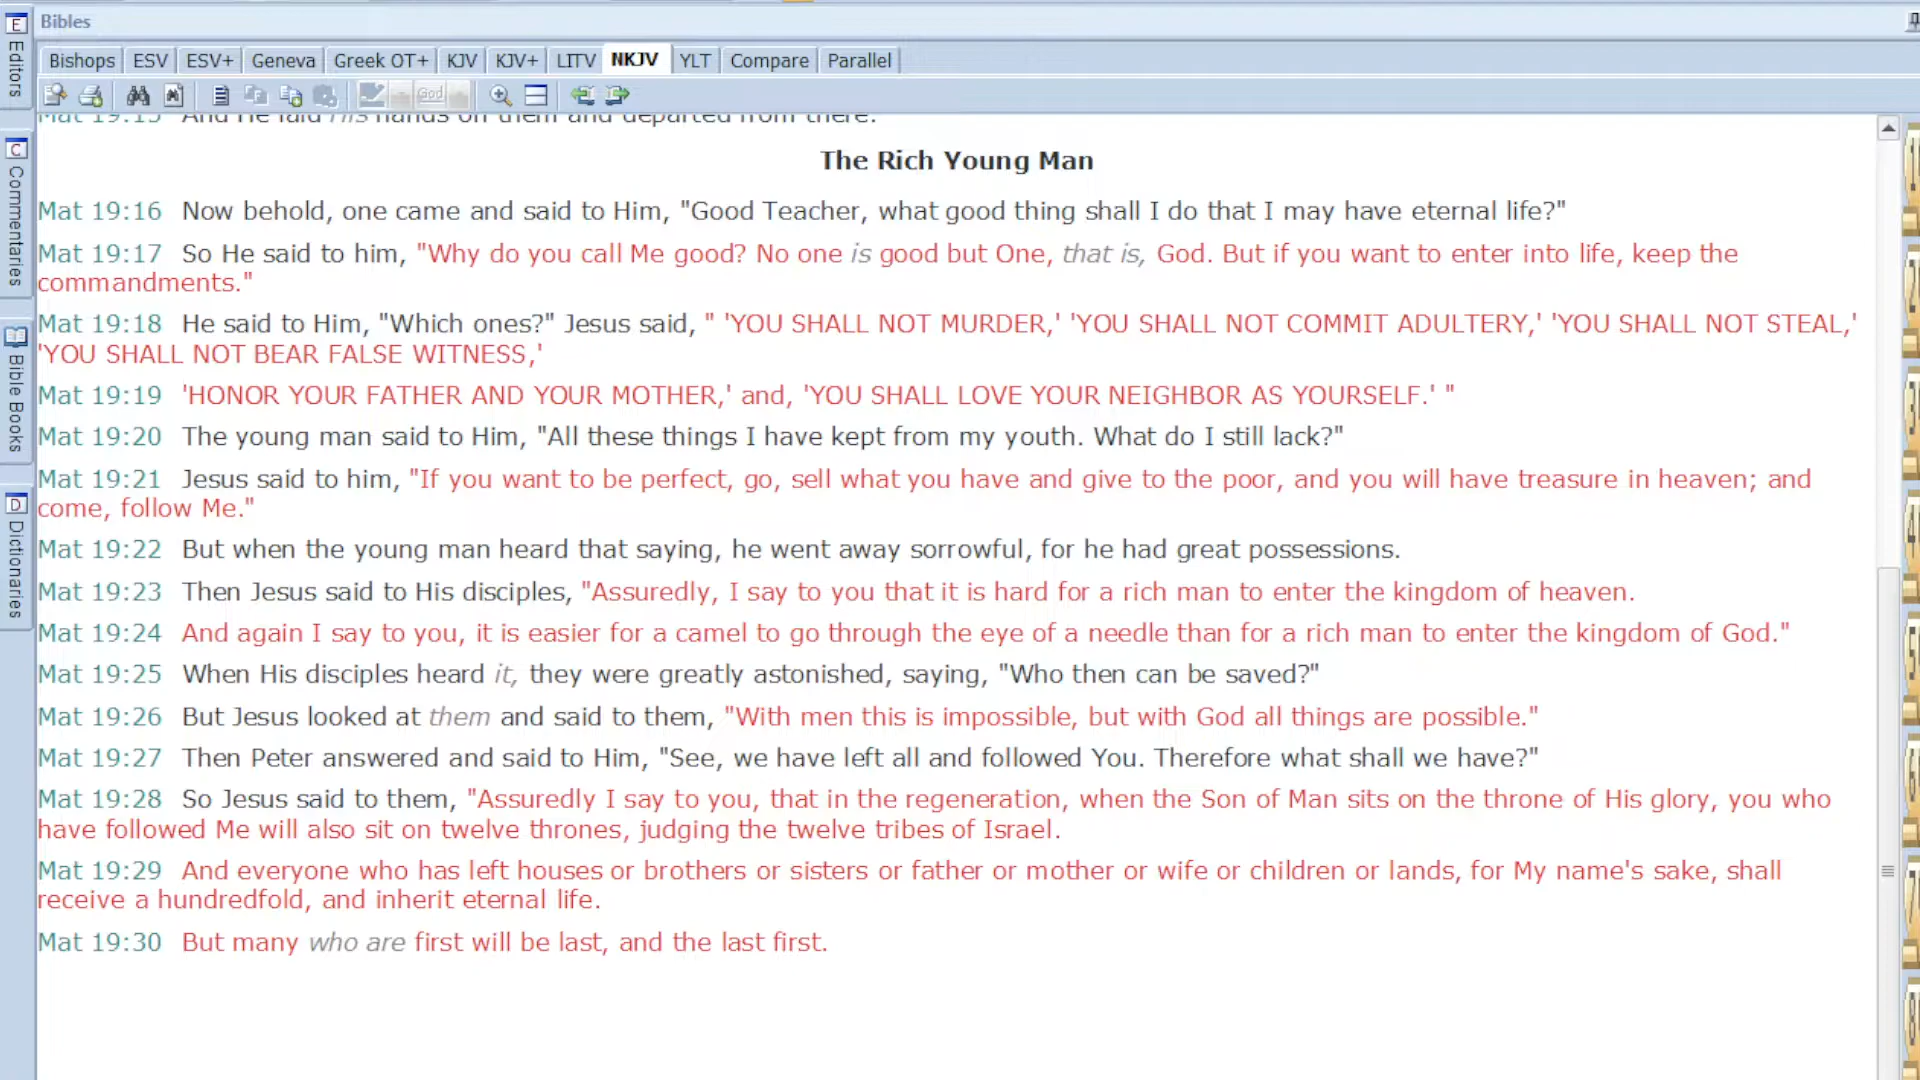 Bibles
Bishops ESV ESV+ Geneva Greek OT+ KJV KJV+ LITV NKJV YLT Compare Parallel
God
E Editors
C Commentaries
Bible Books
D Dictionaries
Mat 19:15 And He laid His hands on them and departed from there.
The Rich Young Man
Mat 19:16 Now behold, one came and said to Him, "Good Teacher, what good thing shall I do that I may have eternal life?"
Mat 19:17 So He said to him, "Why do you call Me good? No one is good but One, that is, God. But if you want to enter into life, keep the
commandments."
Mat 19:18 He said to Him, "Which ones?" Jesus said, " 'YOU SHALL NOT MURDER,' 'YOU SHALL NOT COMMIT ADULTERY,' 'YOU SHALL NOT STEAL,'
'YOU SHALL NOT BEAR FALSE WITNESS,'
Mat 19:19 'HONOR YOUR FATHER AND YOUR MOTHER,' and, 'YOU SHALL LOVE YOUR NEIGHBOR AS YOURSELF.' "
Mat 19:20 The young man said to Him, "All these things I have kept from my youth. What do I still lack?"
Mat 19:21 Jesus said to him, "If you want to be perfect, go, sell what you have and give to the poor, and you will have treasure in heaven; and
come, follow Me."
Mat 19:22 But when the young man heard that saying, he went away sorrowful, for he had great possessions.
Mat 19:23 Then Jesus said to His disciples, "Assuredly, I say to you that it is hard for a rich man to enter the kingdom of heaven.
Mat 19:24 And again I say to you, it is easier for a camel to go through the eye of a needle than for a rich man to enter the kingdom of God."
Mat 19:25 When His disciples heard it, they were greatly astonished, saying, "Who then can be saved?"
Mat 19:26 But Jesus looked at them and said to them, "With men this is impossible, but with God all things are possible."
Mat 19:27 Then Peter answered and said to Him, "See, we have left all and followed You. Therefore what shall we have?"
Mat 19:28 So Jesus said to them, "Assuredly I say to you, that in the regeneration, when the Son of Man sits on the throne of His glory, you who
have followed Me will also sit on twelve thrones, judging the twelve tribes of Israel.
Mat 19:29 And everyone who has left houses or brothers or sisters or father or mother or wife or children or lands, for My name's sake, shall
receive a hundredfold, and inherit eternal life.
Mat 19:30 But many who are first will be last, and the last first.